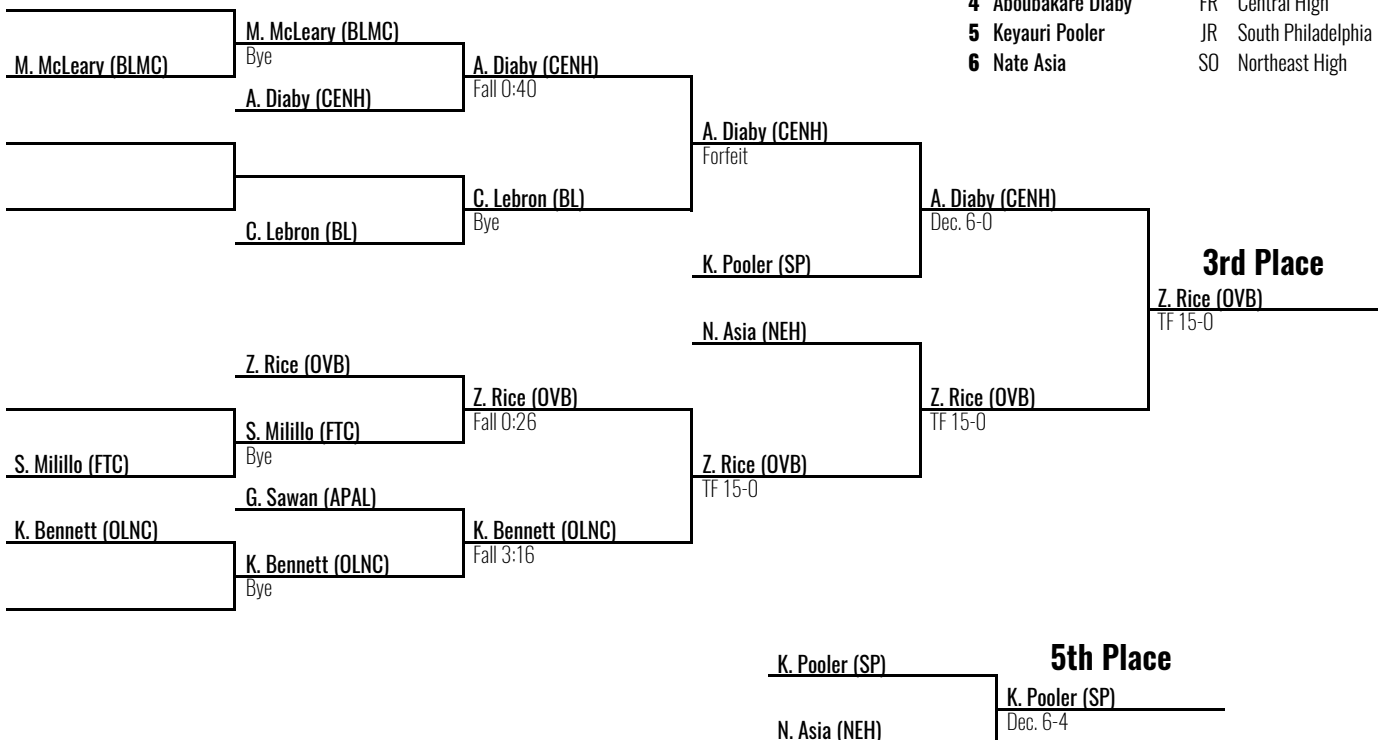 4 Aboubakare Diaby FR Central High
5 Keyauri Pooler JR South Philadelphia
6 Nate Asia SO Northeast High
M. McLeary (BLMC)
M. McLeary (BLMC)
Bye
A. Diaby (CENH)
A. Diaby (CENH)
Fall 0:40
A. Diaby (CENH)
Forfeit
C. Lebron (BL)
C. Lebron (BL)
Bye
A. Diaby (CENH)
Dec. 6-0
K. Pooler (SP)
3rd Place
Z. Rice (OVB)
TF 15-0
N. Asia (NEH)
Z. Rice (OVB)
Z. Rice (OVB)
Fall 0:26
Z. Rice (OVB)
TF 15-0
S. Milillo (FTC)
S. Milillo (FTC)
Bye
Z. Rice (OVB)
TF 15-0
G. Sawan (APAL)
K. Bennett (OLNC)
K. Bennett (OLNC)
Fall 3:16
K. Bennett (OLNC)
Bye
5th Place
K. Pooler (SP)
K. Pooler (SP)
Dec. 6-4
N. Asia (NEH)